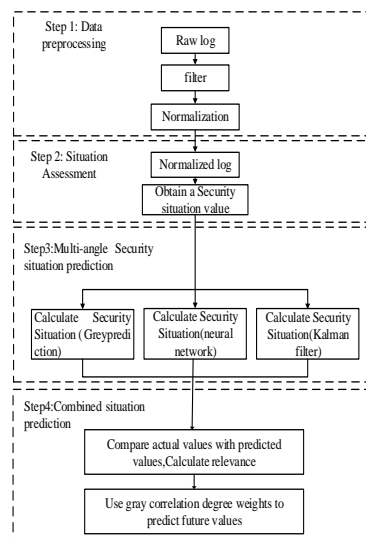 Step 1: Data
preprocessing
Raw log
filter
Normalization
Step 2: Situation
Assessment
Normalized log
Obtain a Security
situation value
Step3:Multi-angle Security
situation prediction
Calculate Security
Situation ( Greypredi
ction)
Calculate Security
Situation(neural
network)
Calculate Security
Situation(Kalman
filter)
Step4:Combined situation
prediction
Compare actual values with predicted
values,Calculate relevance
Use gray correlation degree weights to
predict future values